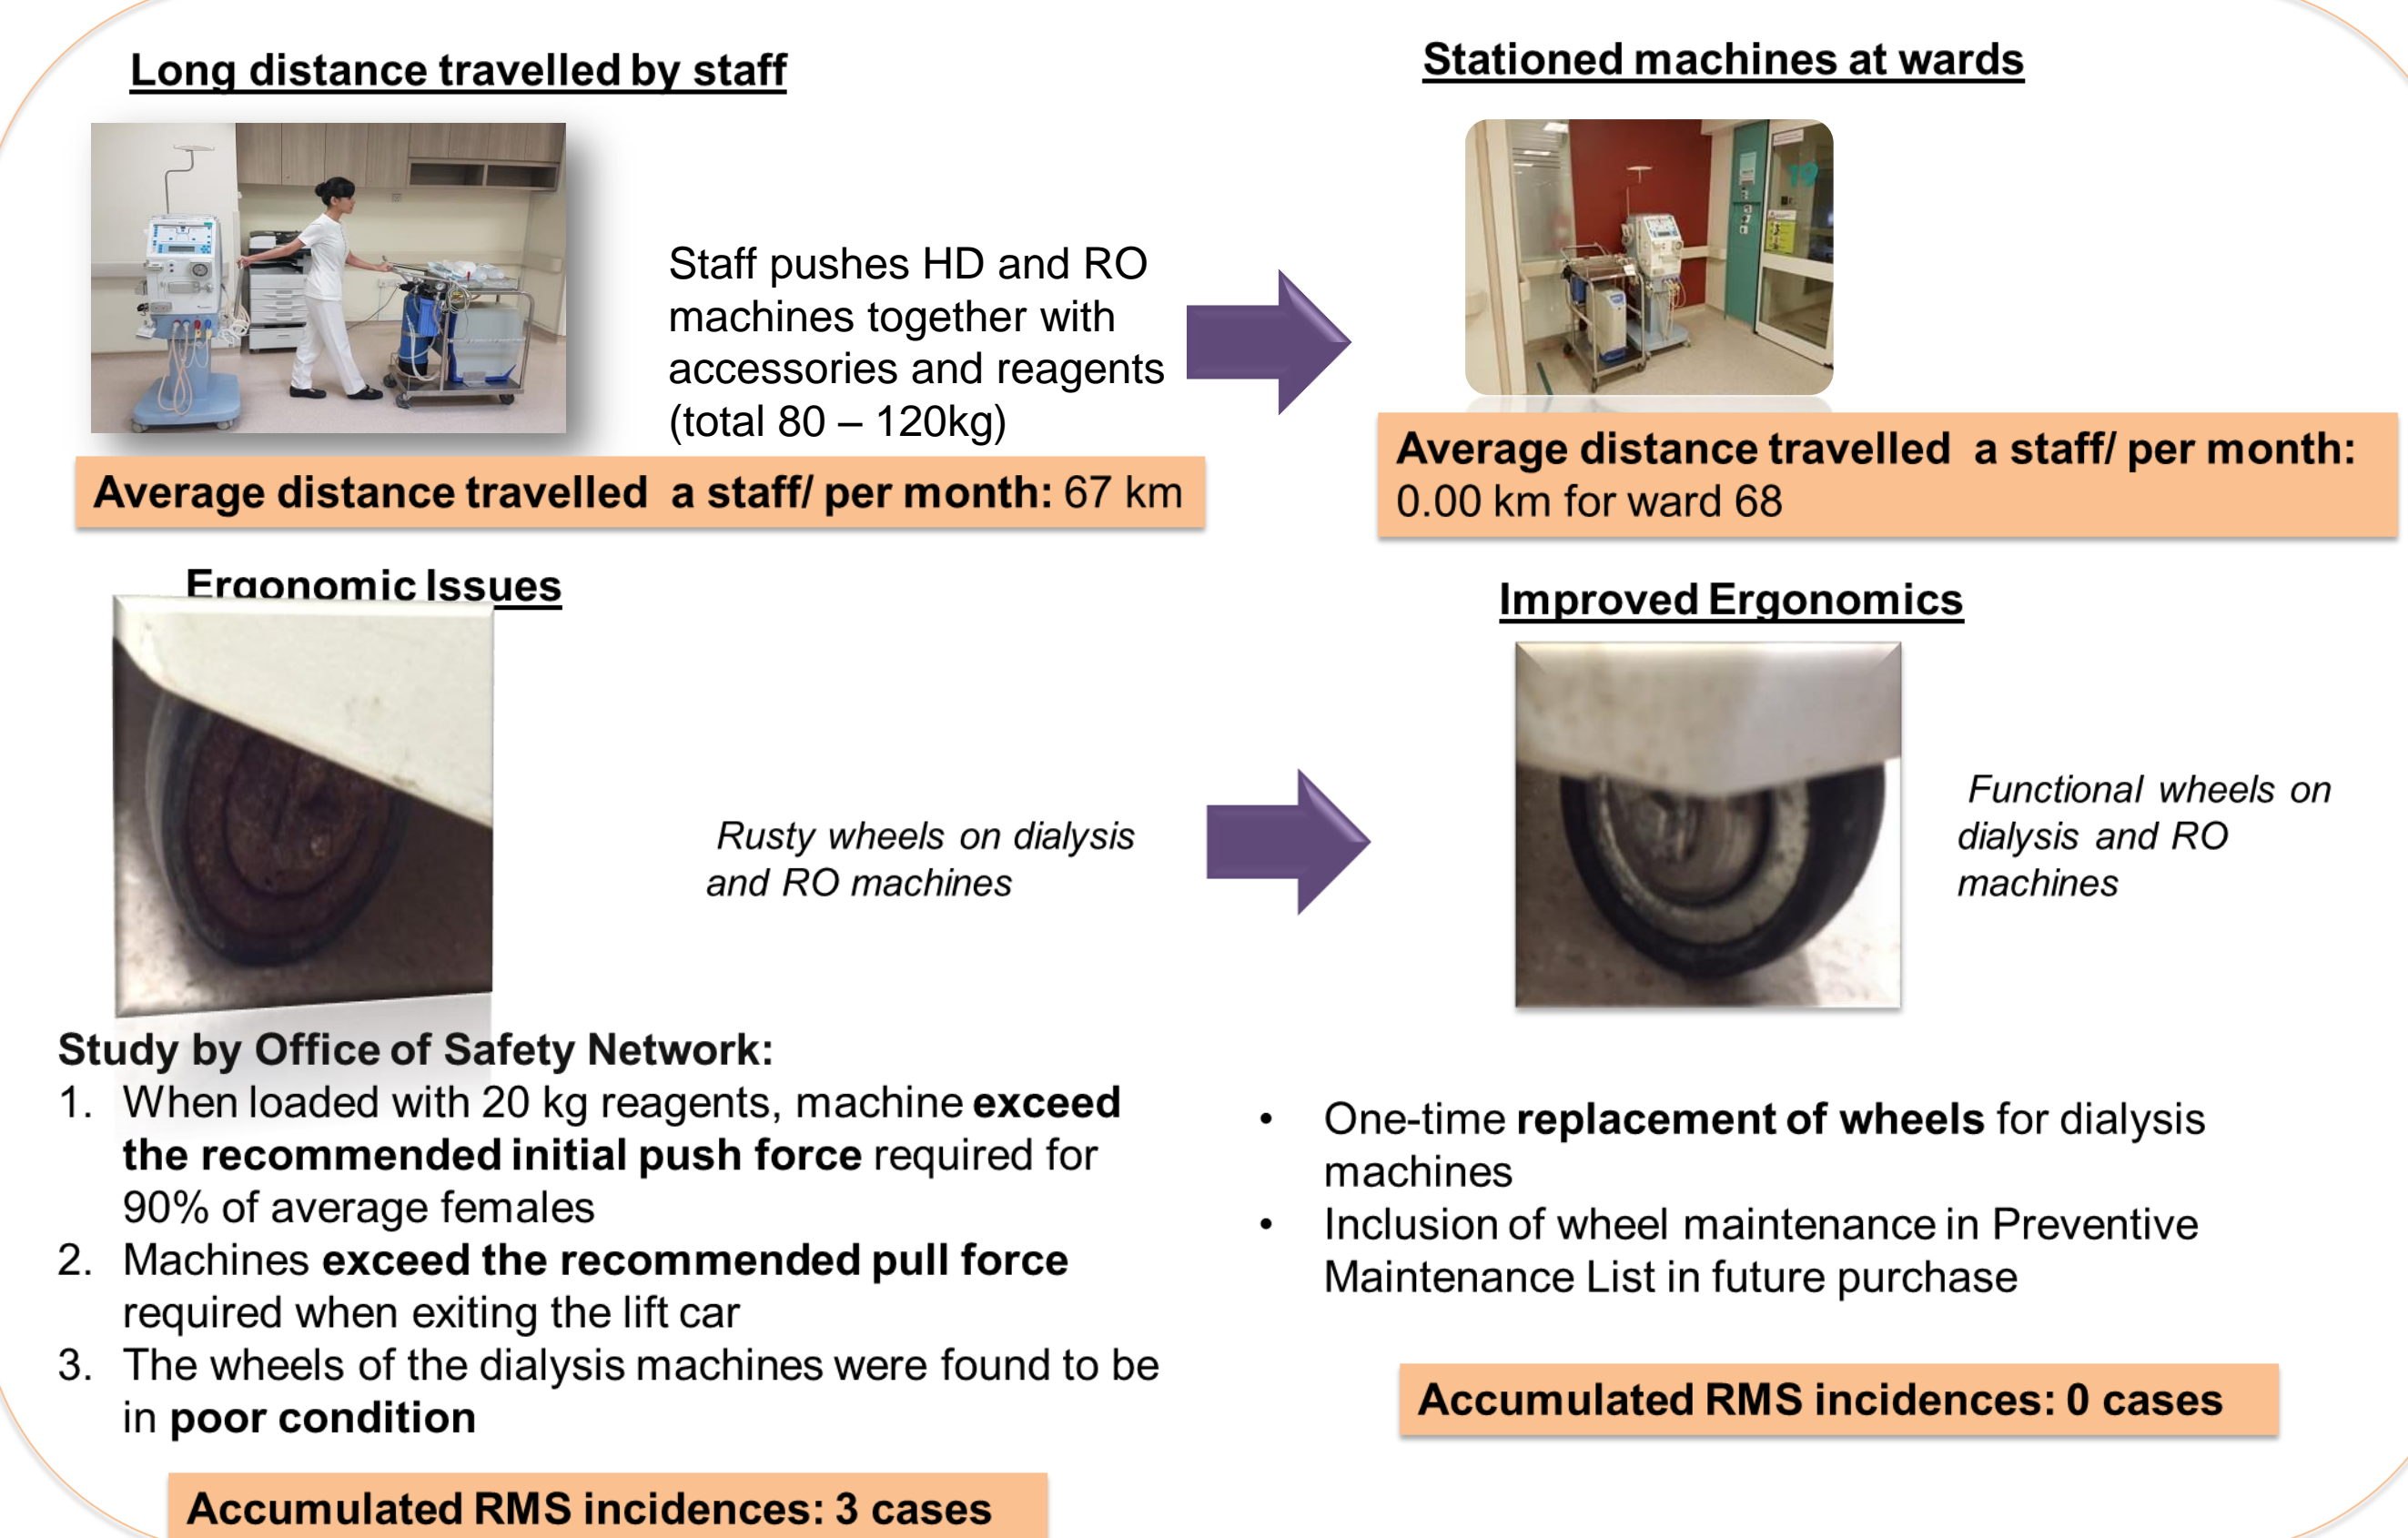 Long distance travelled by staff
Staff pushes HD and RO
machines together with
accessories and reagents
(total 80 – 120kg)
Average distance travelled a staff/ per month: 67 km
Stationed machines at wards
19
Average distance travelled a staff/ per month:
0.00 km for ward 68
Ergonomic Issues
Rusty wheels on dialysis
and RO machines
Improved Ergonomics
Functional wheels on
dialysis and RO
machines
Study by Office of Safety Network:
1. When loaded with 20 kg reagents, machine exceed
the recommended initial push force required for
90% of average females
2. Machines exceed the recommended pull force
required when exiting the lift car
3. The wheels of the dialysis machines were found to be
in poor condition
Accumulated RMS incidences: 3 cases
• One-time replacement of wheels for dialysis
machines
• Inclusion of wheel maintenance in Preventive
Maintenance List in future purchase
Accumulated RMS incidences: 0 cases